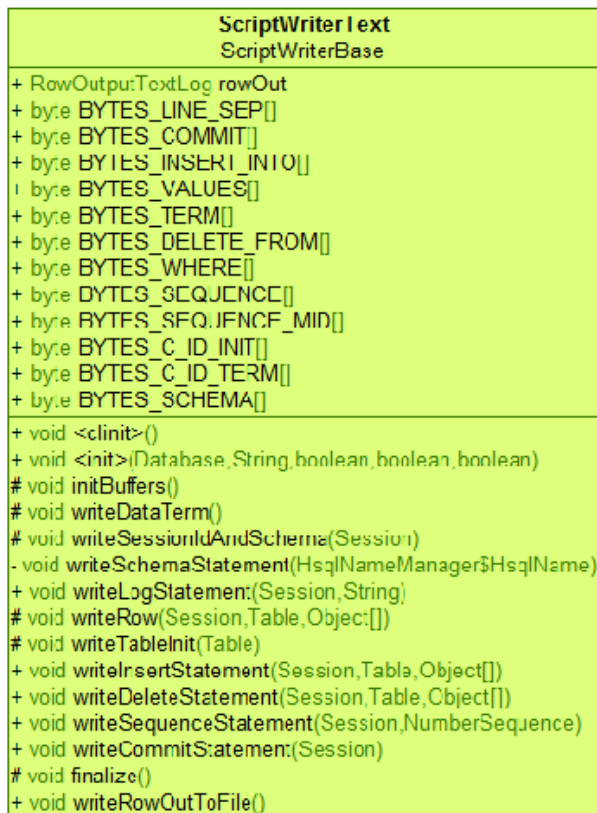 ScriptWriterText
ScriptWriterBase
+ RowOutputTextLog rowOut
+ byte BYTES_LINE_SEP[]
+ byte BYTES_COMMIT[]
+ byte BYTES_INSERT_INTO[]
+ byte BYTES_VALUES[]
+ byte BYTES_TERM[]
+ byte BYTES_DELETE_FROM[]
+ byte BYTES_WHERE[]
+ byte BYTES_SEQUENCE[]
+ byte BYTES_SEQUENCE_MID[]
+ byte BYTES_C_ID_INIT[]
+ byte BYTES_C_ID_TERM[]
+ byte BYTES_SCHEMA[]
+ void <clinit>()
+ void <init>(Database,String,boolean,boolean,boolean)
# void initBuffers()
# void writeDataTerm()
# void writeSessionIdAndSchema(Session)
- void writeSchemaStatement(HsqlNameManager$HsqlName)
+ void writeLogStatement(Session,String)
# void writeRow(Session,Table,Object[])
# void writeTableInit(Table)
+ void writeInsertStatement(Session,Table,Object[])
+ void writeDeleteStatement(Session,Table,Object[])
+ void writeSequenceStatement(Session,NumberSequence)
+ void writeCommitStatement(Session)
# void finalize()
+ void writeRowOutToFile()